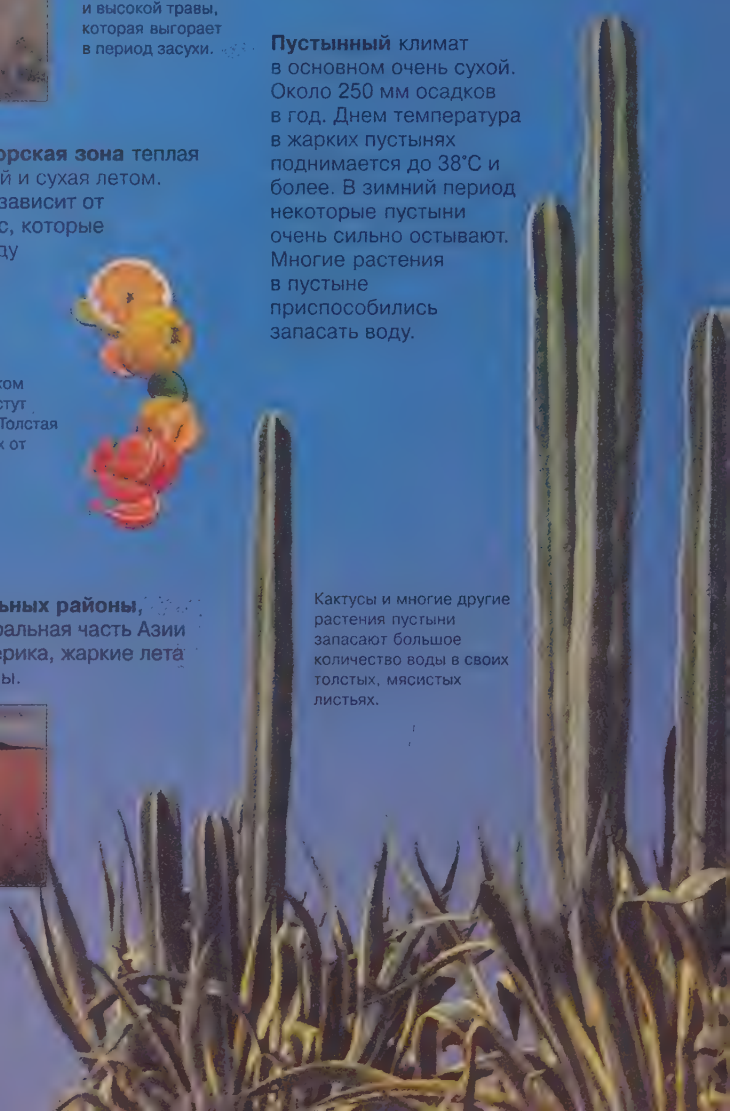 и высокой травы,
которая выгорает
в период засухи.
Пустынный климат
в основном очень сухой.
Около 250 мм осадков
в год. Днем температура
в жарких пустынях
поднимается до 38°С и
более. В зимний период
некоторые пустыни
очень сильно остывают.
Многие растения
в пустыне
приспособились
запасать воду.
орская зона теплая
й и сухая летом.
зависит от
с, которые
ду
ком
стут
Толстая
х от
Кактусы и многие другие
растения пустыни
запасают большое
количество воды в своих
толстых, мясистых
листьях.
ьных районы,
ральная часть Азии
ерика, жаркие лета
ы.